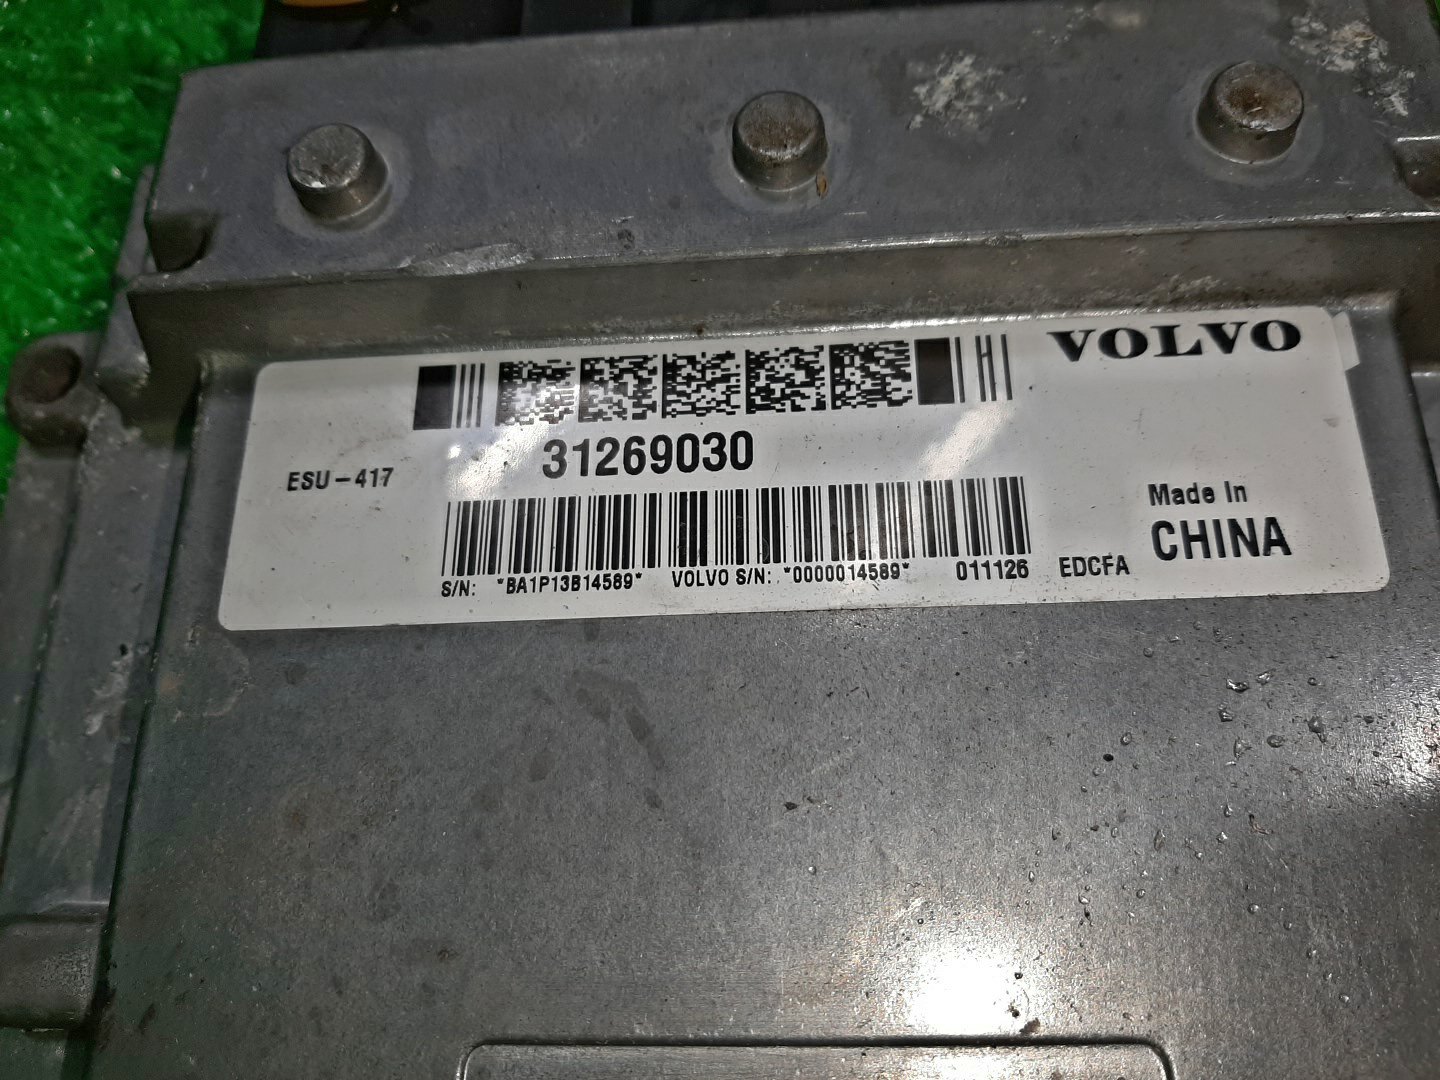 VOLVO
31269030
ESU-417
Made In
CHINA
S/N: *BA1P13B14589* VOLVO S/N: *0000014589* 011126 EDCFA